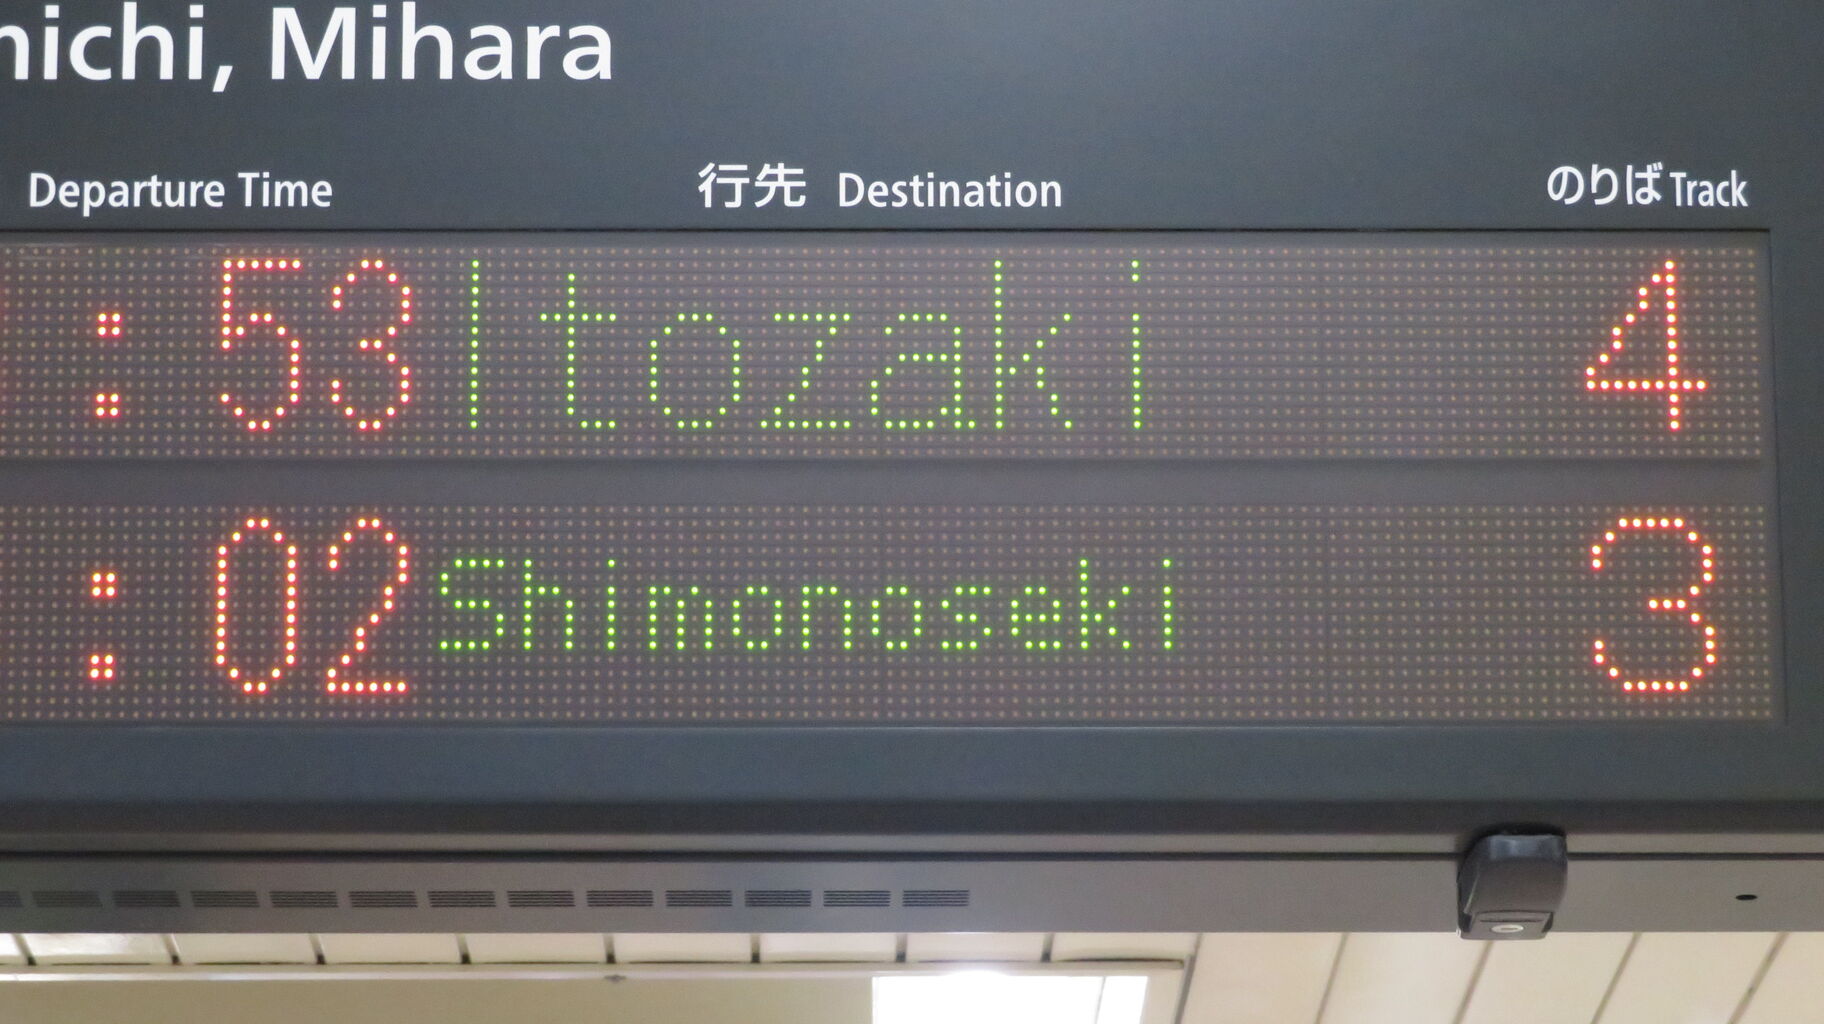 nichi, Mihara
Departure Time 行先 Destination のりば Track
:53 Itozaki 4
:02 Shimonoseki 3